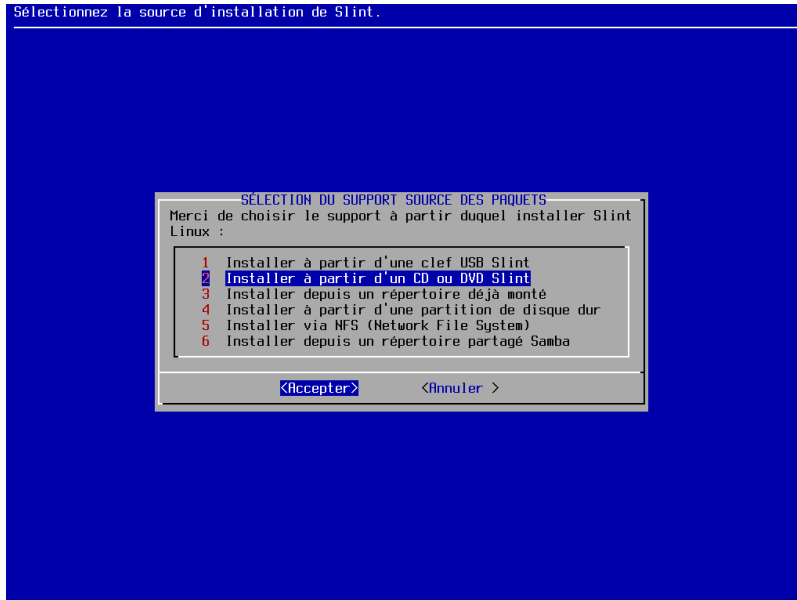 Sélectionnez la source d'installation de Slint.
SÉLECTION DU SUPPORT SOURCE DES PAQUETS
Merci de choisir le support à partir duquel installer Slint
Linux :
1 Installer à partir d'une clef USB Slint
2 Installer à partir d'un CD ou DVD Slint
3 Installer depuis un répertoire déjà monté
4 Installer à partir d'une partition de disque dur
5 Installer via NFS (Network File System)
6 Installer depuis un répertoire partagé Samba
<Accepter> <Annuler >